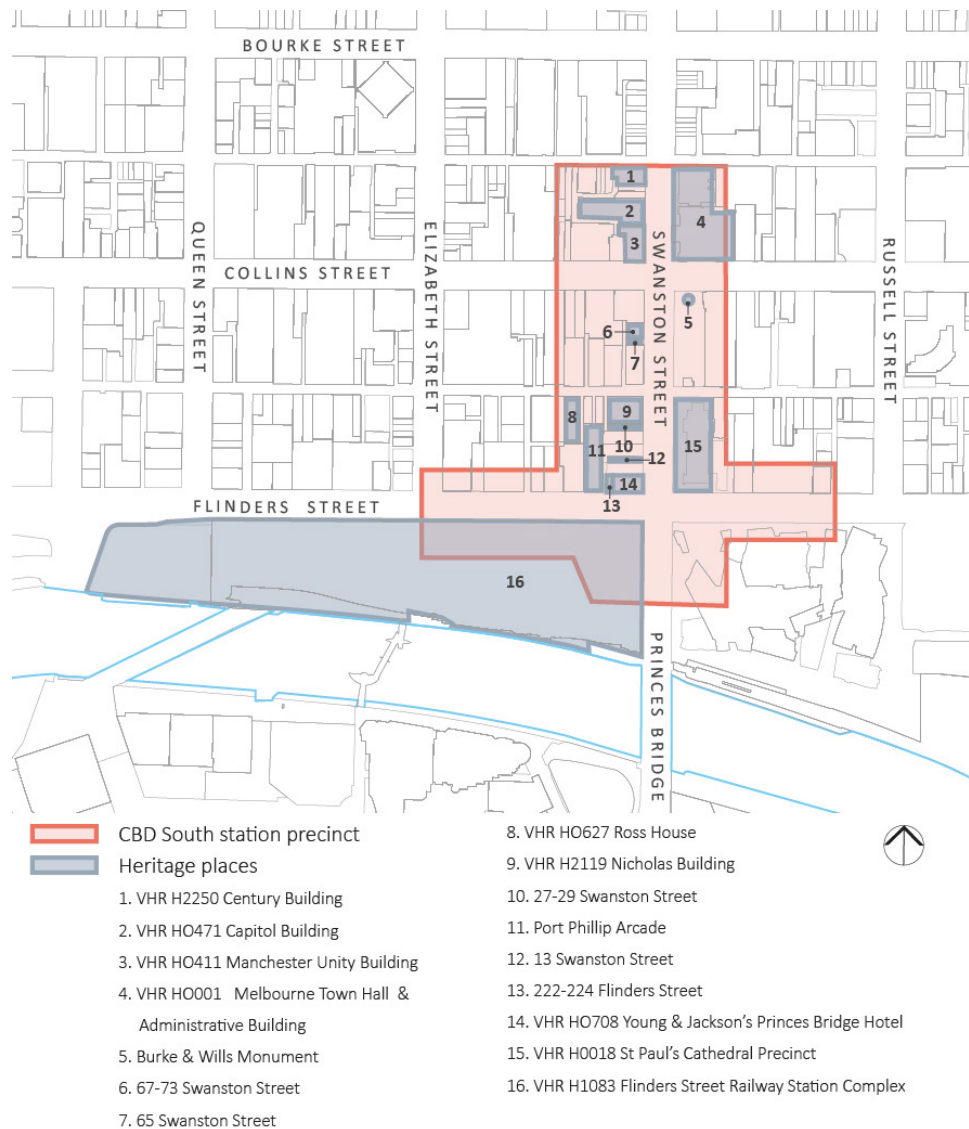 BOURKE STREET
1
2
3
4
QUEEN STREET
ELIZABETH STREET
SWANSTON STREET
RUSSELL STREET
COLLINS STREET
5
6
7
8
9
10
11
12
15
14
13
FLINDERS STREET
16
PRINCES BRIDGE
CBD South station precinct
Heritage places
1. VHR H2250 Century Building
2. VHR HO471 Capitol Building
3. VHR HO411 Manchester Unity Building
4. VHR HO001 Melbourne Town Hall &
Administrative Building
5. Burke & Wills Monument
6. 67-73 Swanston Street
7. 65 Swanston Street
8. VHR HO627 Ross House
9. VHR H2119 Nicholas Building
10. 27-29 Swanston Street
11. Port Phillip Arcade
12. 13 Swanston Street
13. 222-224 Flinders Street
14. VHR HO708 Young & Jackson's Princes Bridge Hotel
15. VHR H0018 St Paul's Cathedral Precinct
16. VHR H1083 Flinders Street Railway Station Complex